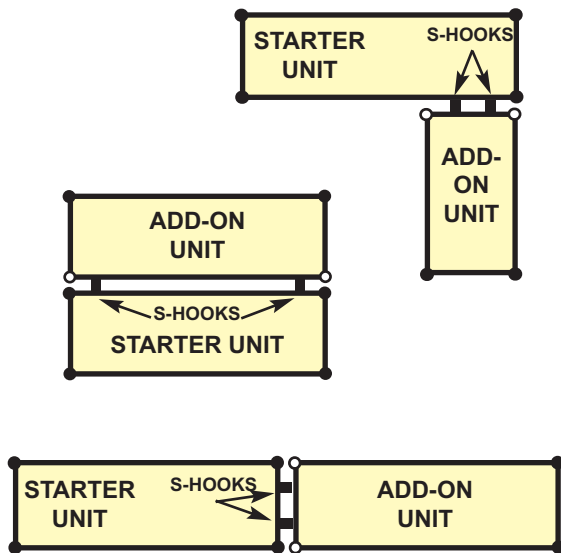 STARTER
UNIT
S-HOOKS
ADD-
ON
UNIT
ADD-ON
UNIT
S-HOOKS
STARTER UNIT
STARTER
UNIT
S-HOOKS
ADD-ON
UNIT